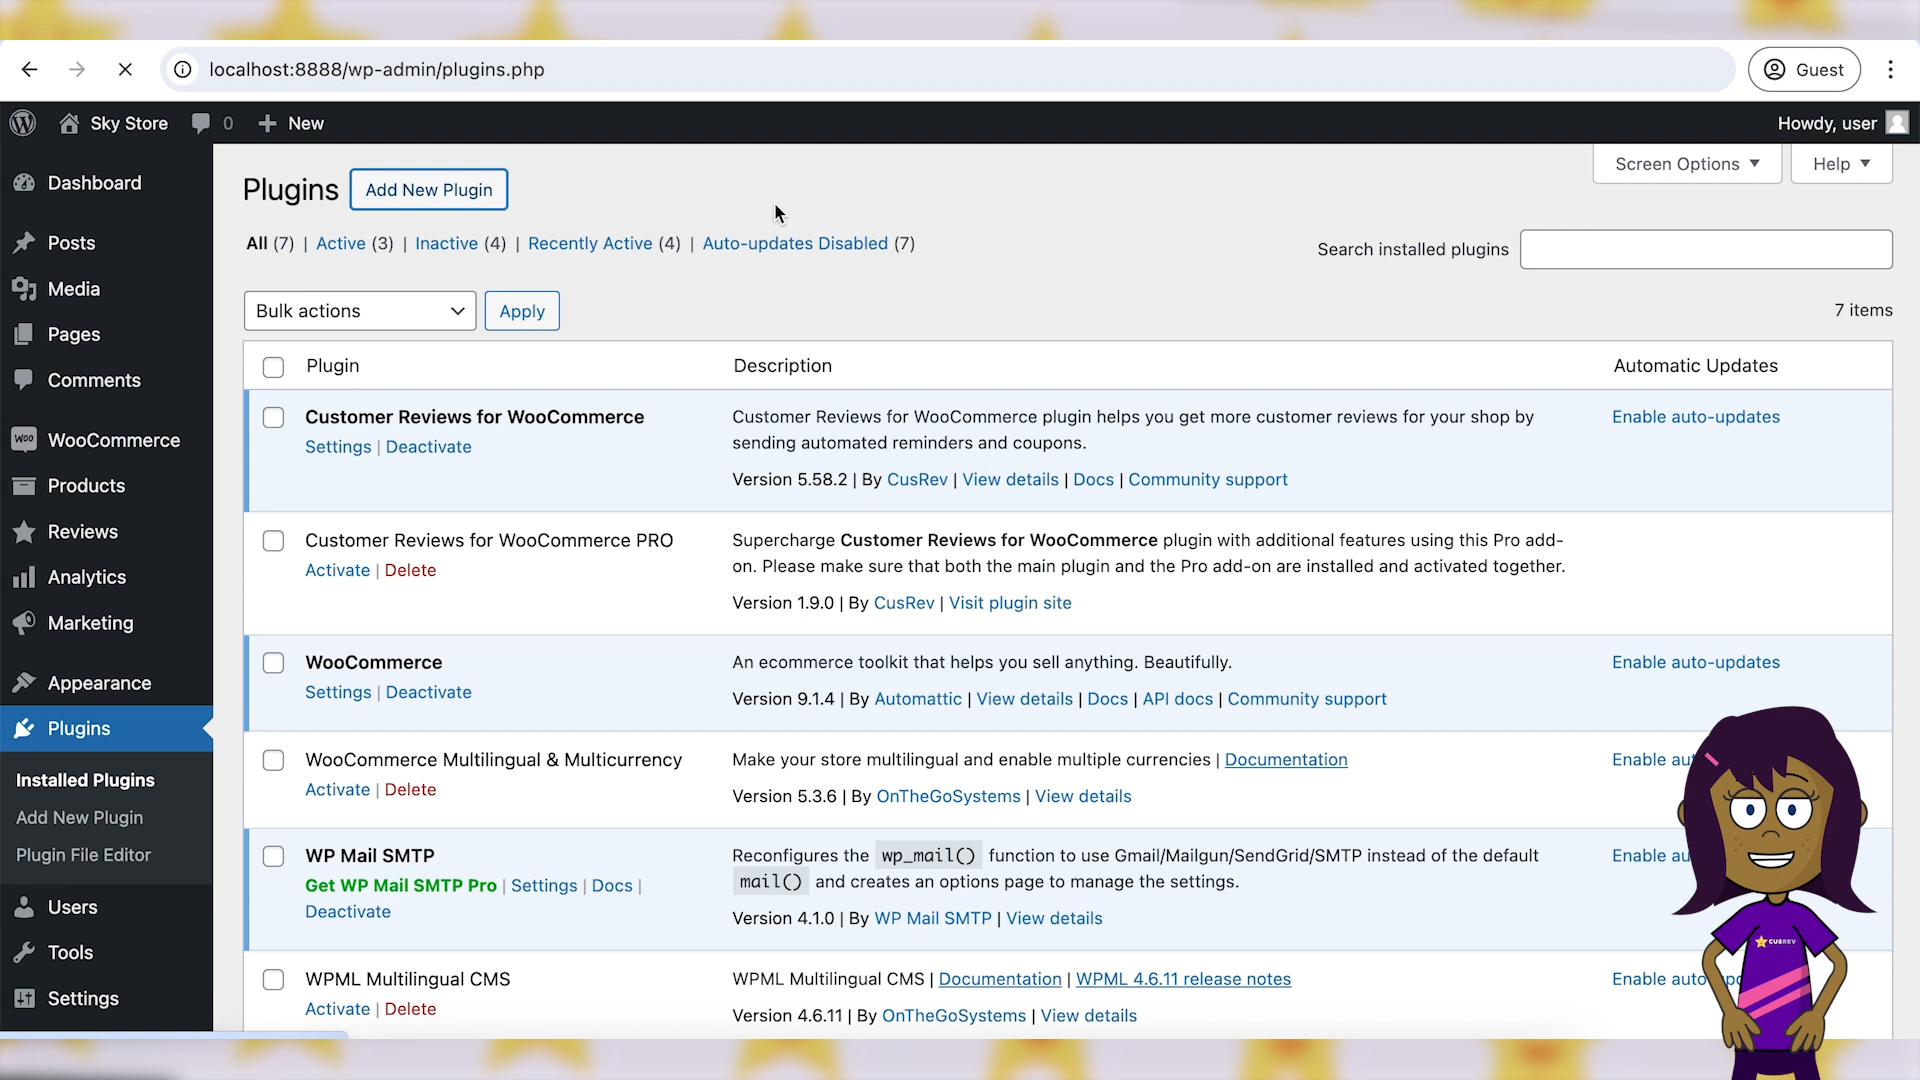 localhost:8888/wp-admin/plugins.php
Guest
Sky Store
0
New
Howdy, user
Screen Options
Help
Dashboard
Posts
Media
Pages
Comments
WooCommerce
Products
Reviews
Analytics
Marketing
Appearance
Plugins
Installed Plugins
Add New Plugin
Plugin File Editor
Users
Tools
Settings
Plugins
Add New Plugin
All (7) | Active (3) | Inactive (4) | Recently Active (4) | Auto-updates Disabled (7)
Search installed plugins
Bulk actions
Apply
7 items
Plugin
Description
Automatic Updates
Customer Reviews for WooCommerce
Settings | Deactivate
Customer Reviews for WooCommerce plugin helps you get more customer reviews for your shop by
sending automated reminders and coupons.
Version 5.58.2 | By CusRev | View details | Docs | Community support
Enable auto-updates
Customer Reviews for WooCommerce PRO
Activate | Delete
Supercharge Customer Reviews for WooCommerce plugin with additional features using this Pro add-
on. Please make sure that both the main plugin and the Pro add-on are installed and activated together.
Version 1.9.0 | By CusRev | Visit plugin site
WooCommerce
Settings | Deactivate
An ecommerce toolkit that helps you sell anything. Beautifully.
Version 9.1.4 | By Automattic | View details | Docs | API docs | Community support
Enable auto-updates
WooCommerce Multilingual & Multicurrency
Activate | Delete
Make your store multilingual and enable multiple currencies | Documentation
Version 5.3.6 | By OnTheGoSystems | View details
Enable
WP Mail SMTP
Get WP Mail SMTP Pro | Settings | Docs |
Deactivate
Reconfigures the wp_mail() function to use Gmail/Mailgun/SendGrid/SMTP instead of the default
mail() and creates an options page to manage the settings.
Version 4.1.0 | By WP Mail SMTP | View details
Enable
WPML Multilingual CMS
Activate | Delete
WPML Multilingual CMS | Documentation | WPML 4.6.11 release notes
Version 4.6.11 | By OnTheGoSystems | View details
Enable
CUSREV